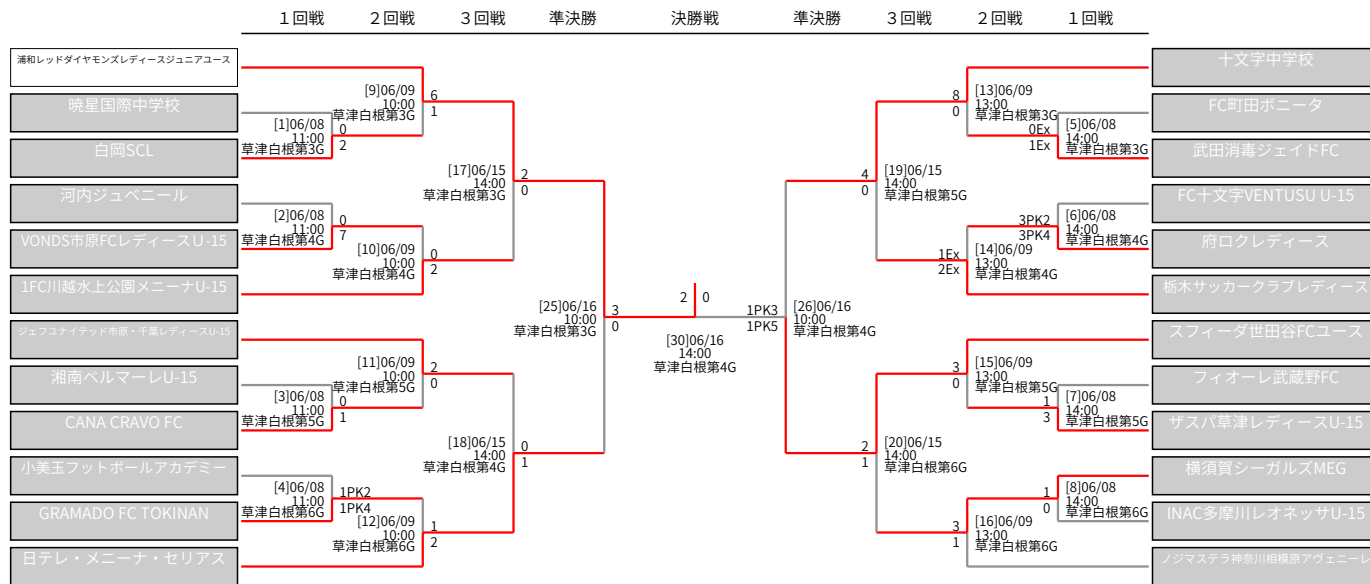 １回戦 ２回戦 ３回戦 準決勝 決勝戦 準決勝 ３回戦 ２回戦 １回戦
浦和レッドダイヤモンズレディースジュニアユース
暁星国際中学校
白岡SCL
河内ジュベニール
VONDS市原FCレディースU-15
1FC川越水上公園メニーナU-15
ジェフユナイテッド市原・千葉レディースU-15
湘南ベルマーレU-15
CANA CRAVO FC
小美玉フットボールアカデミー
GRAMADO FC TOKINAN
日テレ・メニーナ・セリアス
[1]06/08
11:00
草津白根第3G
0
2
[2]06/08
11:00
草津白根第4G
0
7
[3]06/08
11:00
草津白根第5G
0
1
[4]06/08
11:00
草津白根第6G
1PK2
1PK4
[9]06/09
10:00
草津白根第3G
6
1
[10]06/09
10:00
草津白根第4G
0
2
[11]06/09
10:00
草津白根第5G
2
0
[12]06/09
10:00
草津白根第6G
1
2
[17]06/15
14:00
草津白根第3G
2
0
[18]06/15
14:00
草津白根第4G
0
1
[25]06/16
10:00
草津白根第3G
3
0
2 0
[30]06/16
14:00
草津白根第4G
1PK3
1PK5
[26]06/16
10:00
草津白根第4G
4
0
[19]06/15
14:00
草津白根第5G
2
1
[20]06/15
14:00
草津白根第6G
8
0
[13]06/09
13:00
草津白根第3G
1Ex
2Ex
[14]06/09
13:00
草津白根第4G
3
0
[15]06/09
13:00
草津白根第5G
3
1
[16]06/09
13:00
草津白根第6G
0Ex
1Ex
[5]06/08
14:00
草津白根第3G
3PK2
3PK4
[6]06/08
14:00
草津白根第4G
1
3
[7]06/08
14:00
草津白根第5G
1
0
[8]06/08
14:00
草津白根第6G
十文字中学校
FC町田ボニータ
武田消毒ジェイドFC
FC十文字VENTUSU U-15
府ロクレディース
栃木サッカークラブレディース
スフィーダ世田谷FCユース
フィオーレ武蔵野FC
ザスパ草津レディースU-15
横須賀シーガルズMEG
INAC多摩川レオネッサU-15
ノジマステラ神奈川相模原アヴェニーレ